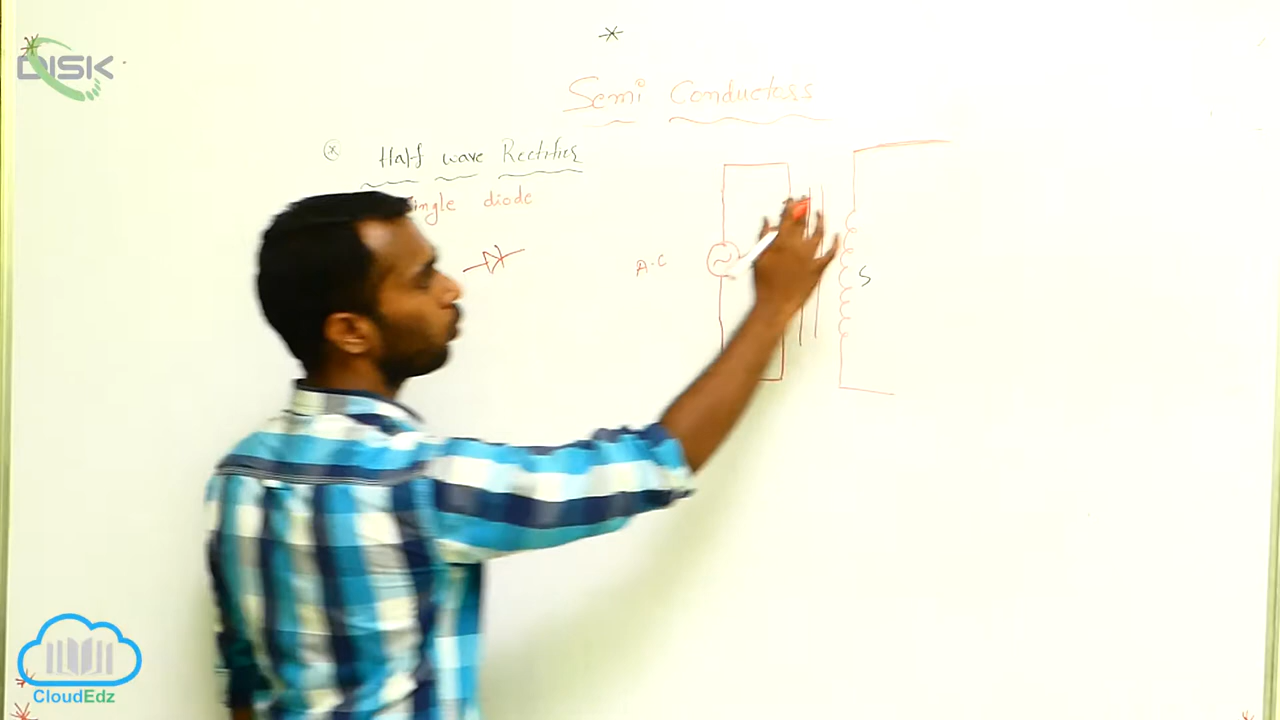 DISK
Semi Conductors
Half wave Rectifier
single diode
A.C
S
CloudEdz